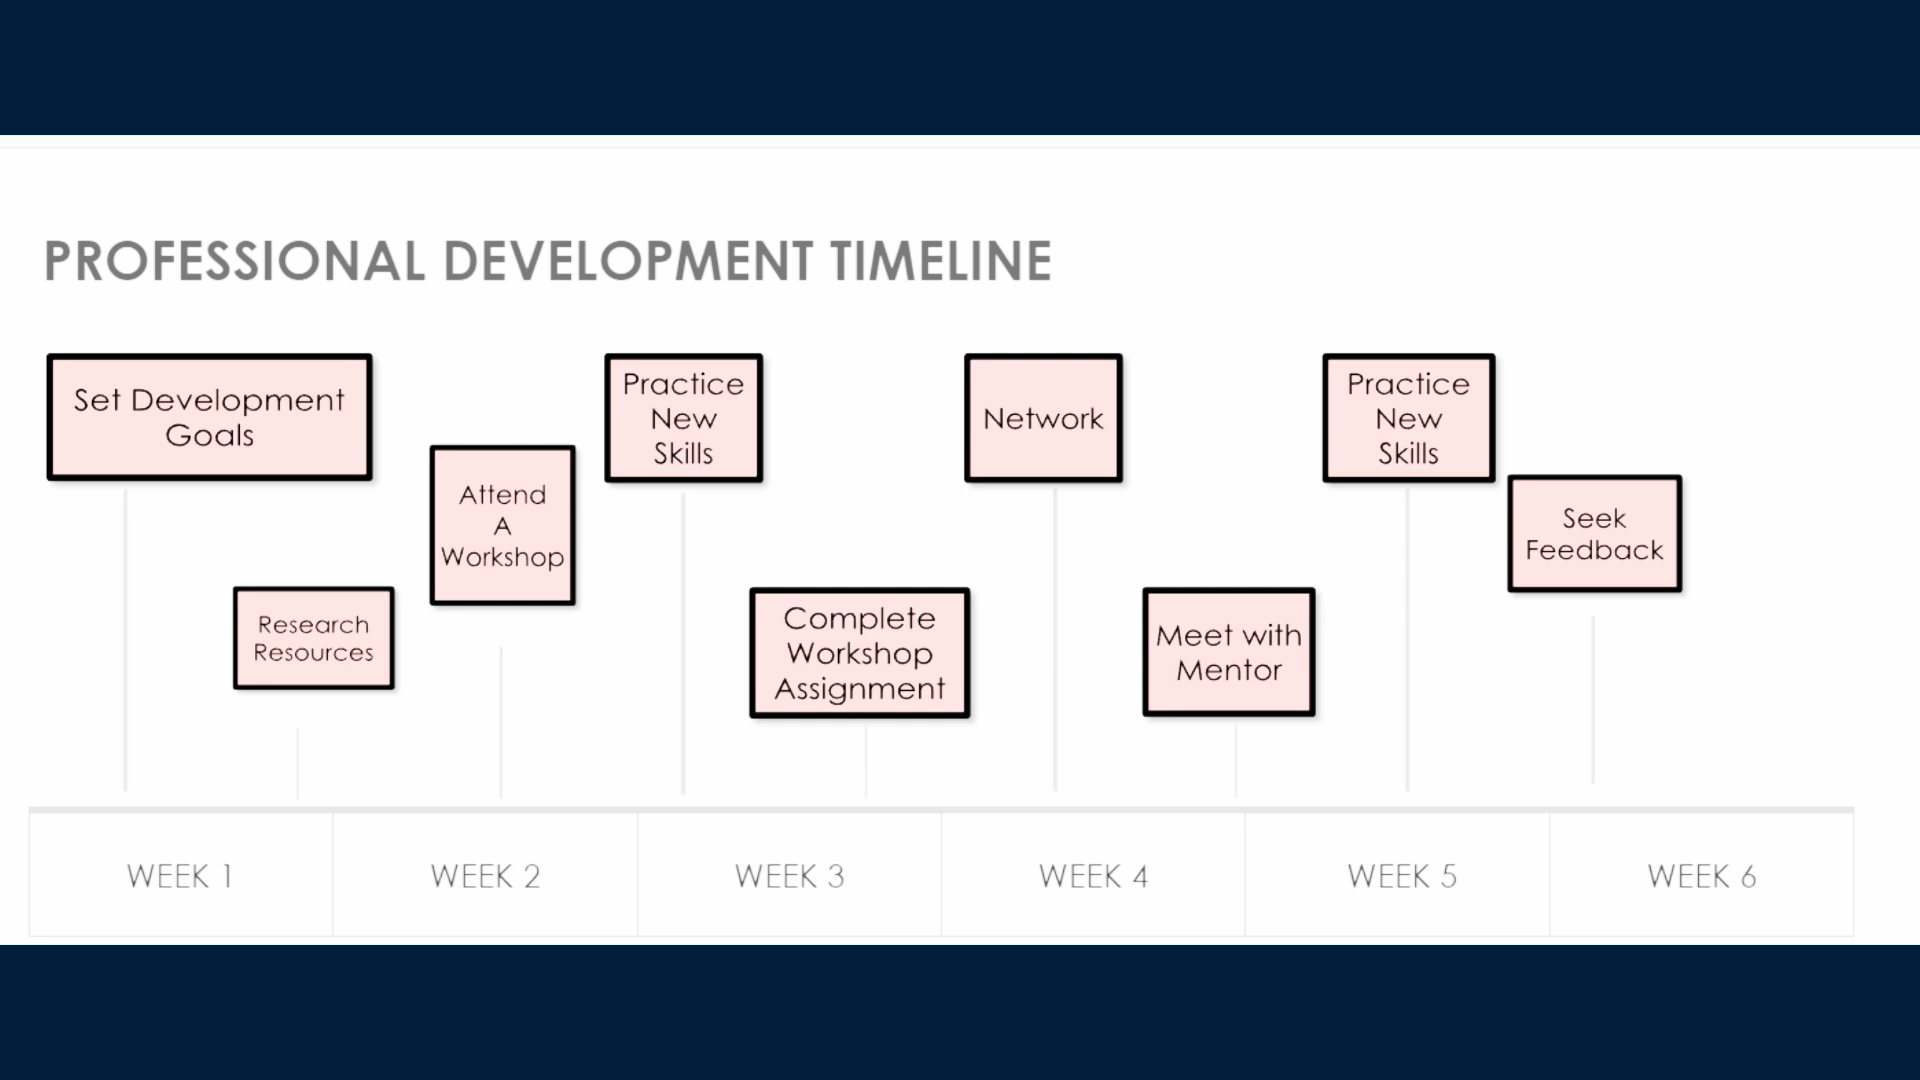 PROFESSIONAL DEVELOPMENT TIMELINE
Set Development
Goals
Research
Resources
Attend
A
Workshop
Practice
New
Skills
Complete
Workshop
Assignment
Network
Meet with
Mentor
Practice
New
Skills
Seek
Feedback
WEEK 1
WEEK 2
WEEK 3
WEEK 4
WEEK 5
WEEK 6